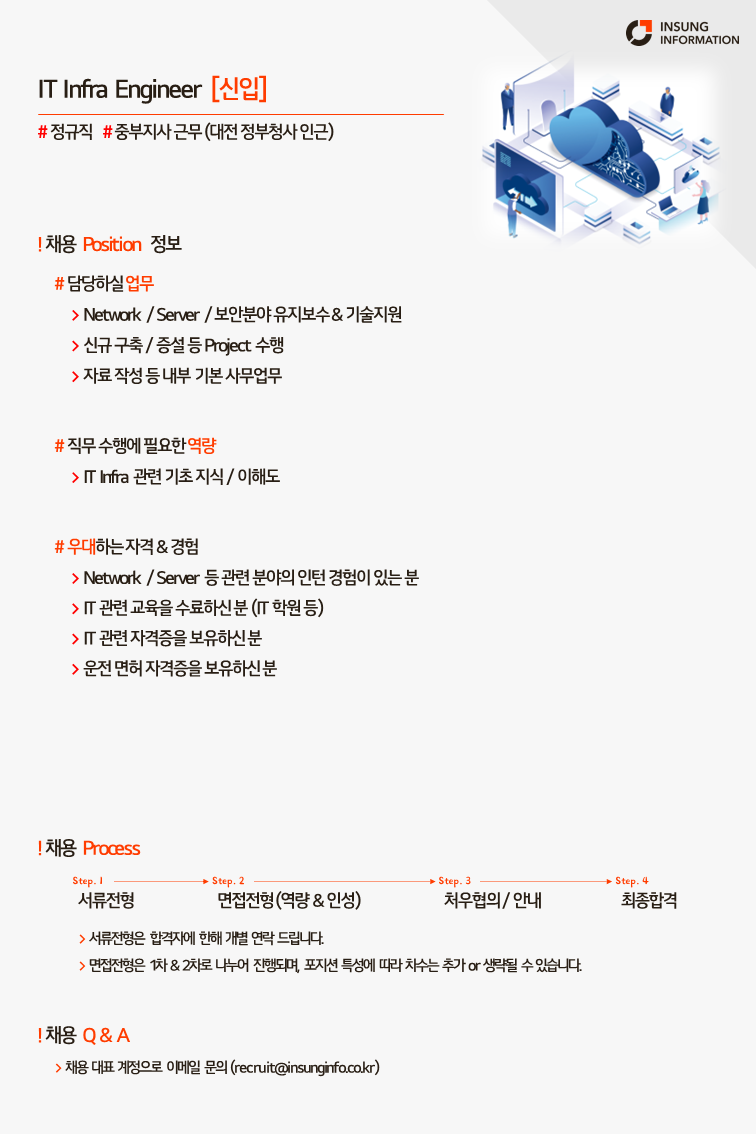 INSUNG
INFORMATION
IT Infra Engineer [신입]
# 정규직 # 중부지사 근무 (대전 정부청사 인근)
! 채용 Position 정보
# 담당하실 업무
> Network / Server / 보안분야 유지보수 & 기술지원
> 신규 구축 / 증설 등 Project 수행
> 자료 작성 등 내부 기본 사무업무
# 직무 수행에 필요한 역량
> IT Infra 관련 기초 지식 / 이해도
# 우대하는 자격 & 경험
> Network / Server 등 관련 분야의 인턴 경험이 있는 분
> IT 관련 교육을 수료하신 분 (IT 학원 등)
> IT 관련 자격증을 보유하신 분
> 운전 면허 자격증을 보유하신 분
! 채용 Process
Step. 1 Step. 2 Step. 3 Step. 4
서류전형 면접전형 (역량 & 인성) 처우협의 / 안내 최종합격
> 서류전형은 합격자에 한해 개별 연락 드립니다.
> 면접전형은 1차 & 2차로 나누어 진행되며, 포지션 특성에 따라 차수는 추가 or 생략될 수 있습니다.
! 채용 Q & A
> 채용 대표 계정으로 이메일 문의 (recruit@insunginfo.co.kr)